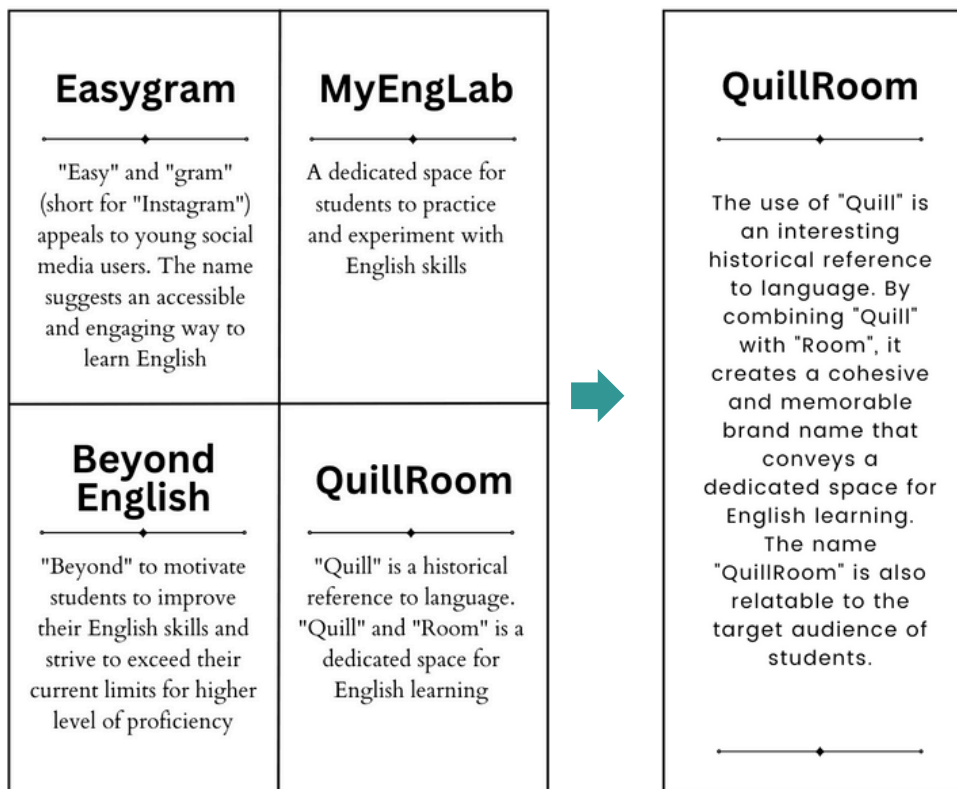 Easygram
"Easy" and "gram"
(short for "Instagram")
appeals to young social
media users. The name
suggests an accessible
and engaging way to
learn English
MyEngLab
A dedicated space for
students to practice
and experiment with
English skills
Beyond
English
"Beyond" to motivate
students to improve
their English skills and
strive to exceed their
current limits for higher
level of proficiency
QuillRoom
"Quill" is a historical
reference to language.
"Quill" and "Room" is a
dedicated space for
English learning
QuillRoom
The use of "Quill" is
an interesting
historical reference
to language. By
combining "Quill"
with "Room", it
creates a cohesive
and memorable
brand name that
conveys a
dedicated space for
English learning.
The name
"QuillRoom" is also
relatable to the
target audience of
students.